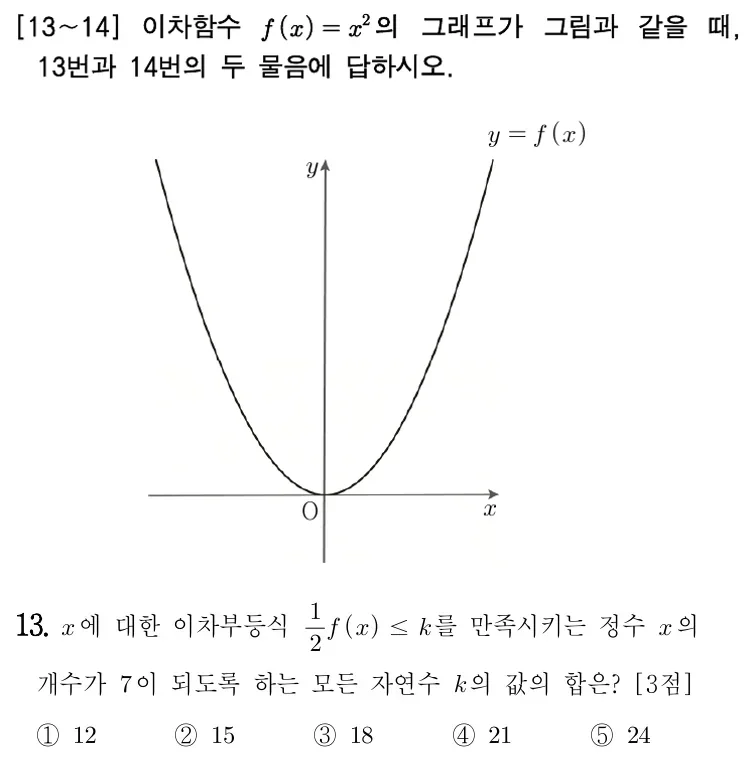 [13~14] 이차함수 f(x)=x²의 그래프가 그림과 같을 때,
13번과 14번의 두 물음에 답하시오.
y=f(x)
y
O
x
13. x에 대한 이차부등식 1/2 f(x) ≤ k를 만족시키는 정수 x의
개수가 7이 되도록 하는 모든 자연수 k의 값의 합은? [3점]
① 12 ② 15 ③ 18 ④ 21 ⑤ 24